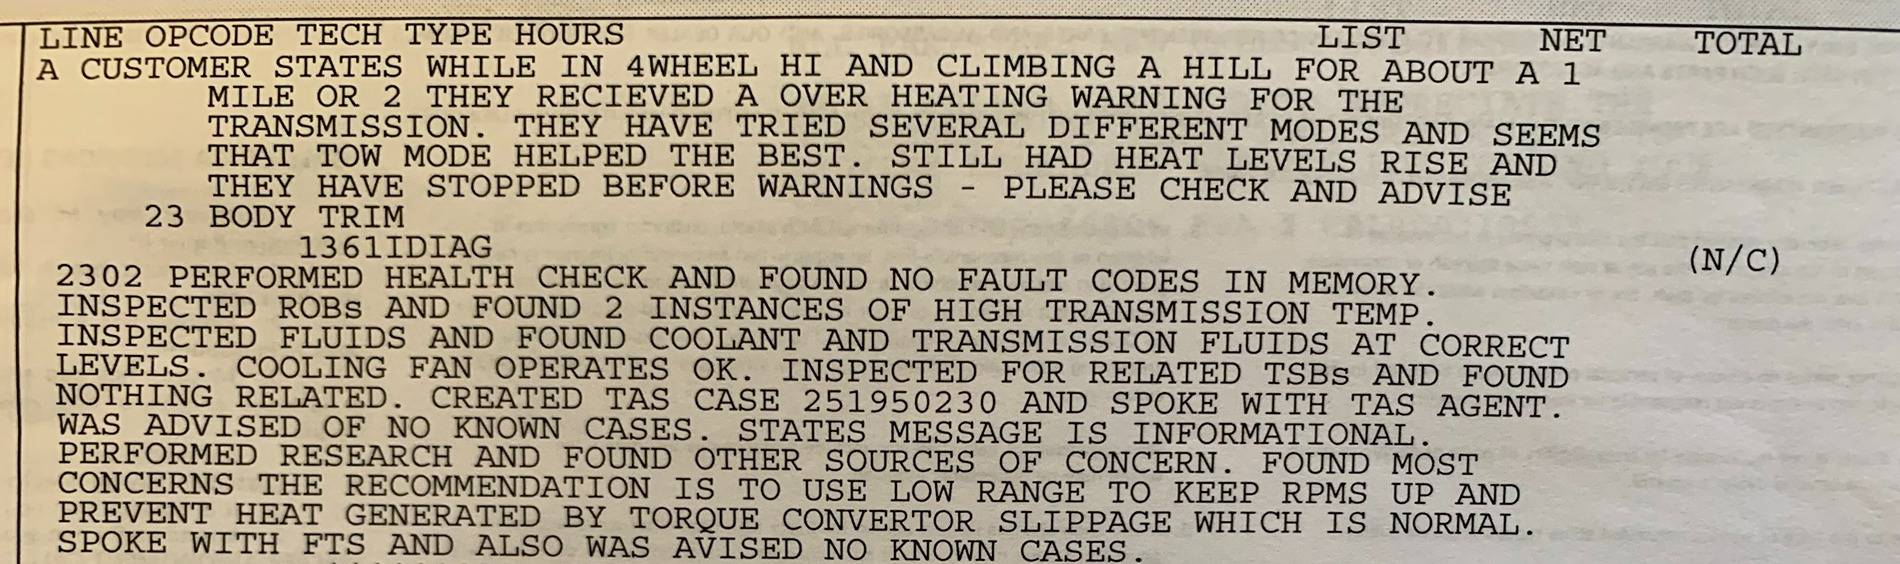 LINE OPCODE TECH TYPE HOURS LIST NET TOTAL
A CUSTOMER STATES WHILE IN 4WHEEL HI AND CLIMBING A HILL FOR ABOUT A 1
MILE OR 2 THEY RECIEVED A OVER HEATING WARNING FOR THE
TRANSMISSION. THEY HAVE TRIED SEVERAL DIFFERENT MODES AND SEEMS
THAT TOW MODE HELPED THE BEST. STILL HAD HEAT LEVELS RISE AND
THEY HAVE STOPPED BEFORE WARNINGS - PLEASE CHECK AND ADVISE
23 BODY TRIM
1361IDIAG (N/C)
2302 PERFORMED HEALTH CHECK AND FOUND NO FAULT CODES IN MEMORY.
INSPECTED ROBs AND FOUND 2 INSTANCES OF HIGH TRANSMISSION TEMP.
INSPECTED FLUIDS AND FOUND COOLANT AND TRANSMISSION FLUIDS AT CORRECT
LEVELS. COOLING FAN OPERATES OK. INSPECTED FOR RELATED TSBs AND FOUND
NOTHING RELATED. CREATED TAS CASE 251950230 AND SPOKE WITH TAS AGENT.
WAS ADVISED OF NO KNOWN CASES. STATES MESSAGE IS INFORMATIONAL.
PERFORMED RESEARCH AND FOUND OTHER SOURCES OF CONCERN. FOUND MOST
CONCERNS THE RECOMMENDATION IS TO USE LOW RANGE TO KEEP RPMS UP AND
PREVENT HEAT GENERATED BY TORQUE CONVERTOR SLIPPAGE WHICH IS NORMAL.
SPOKE WITH FTS AND ALSO WAS AVISED NO KNOWN CASES.